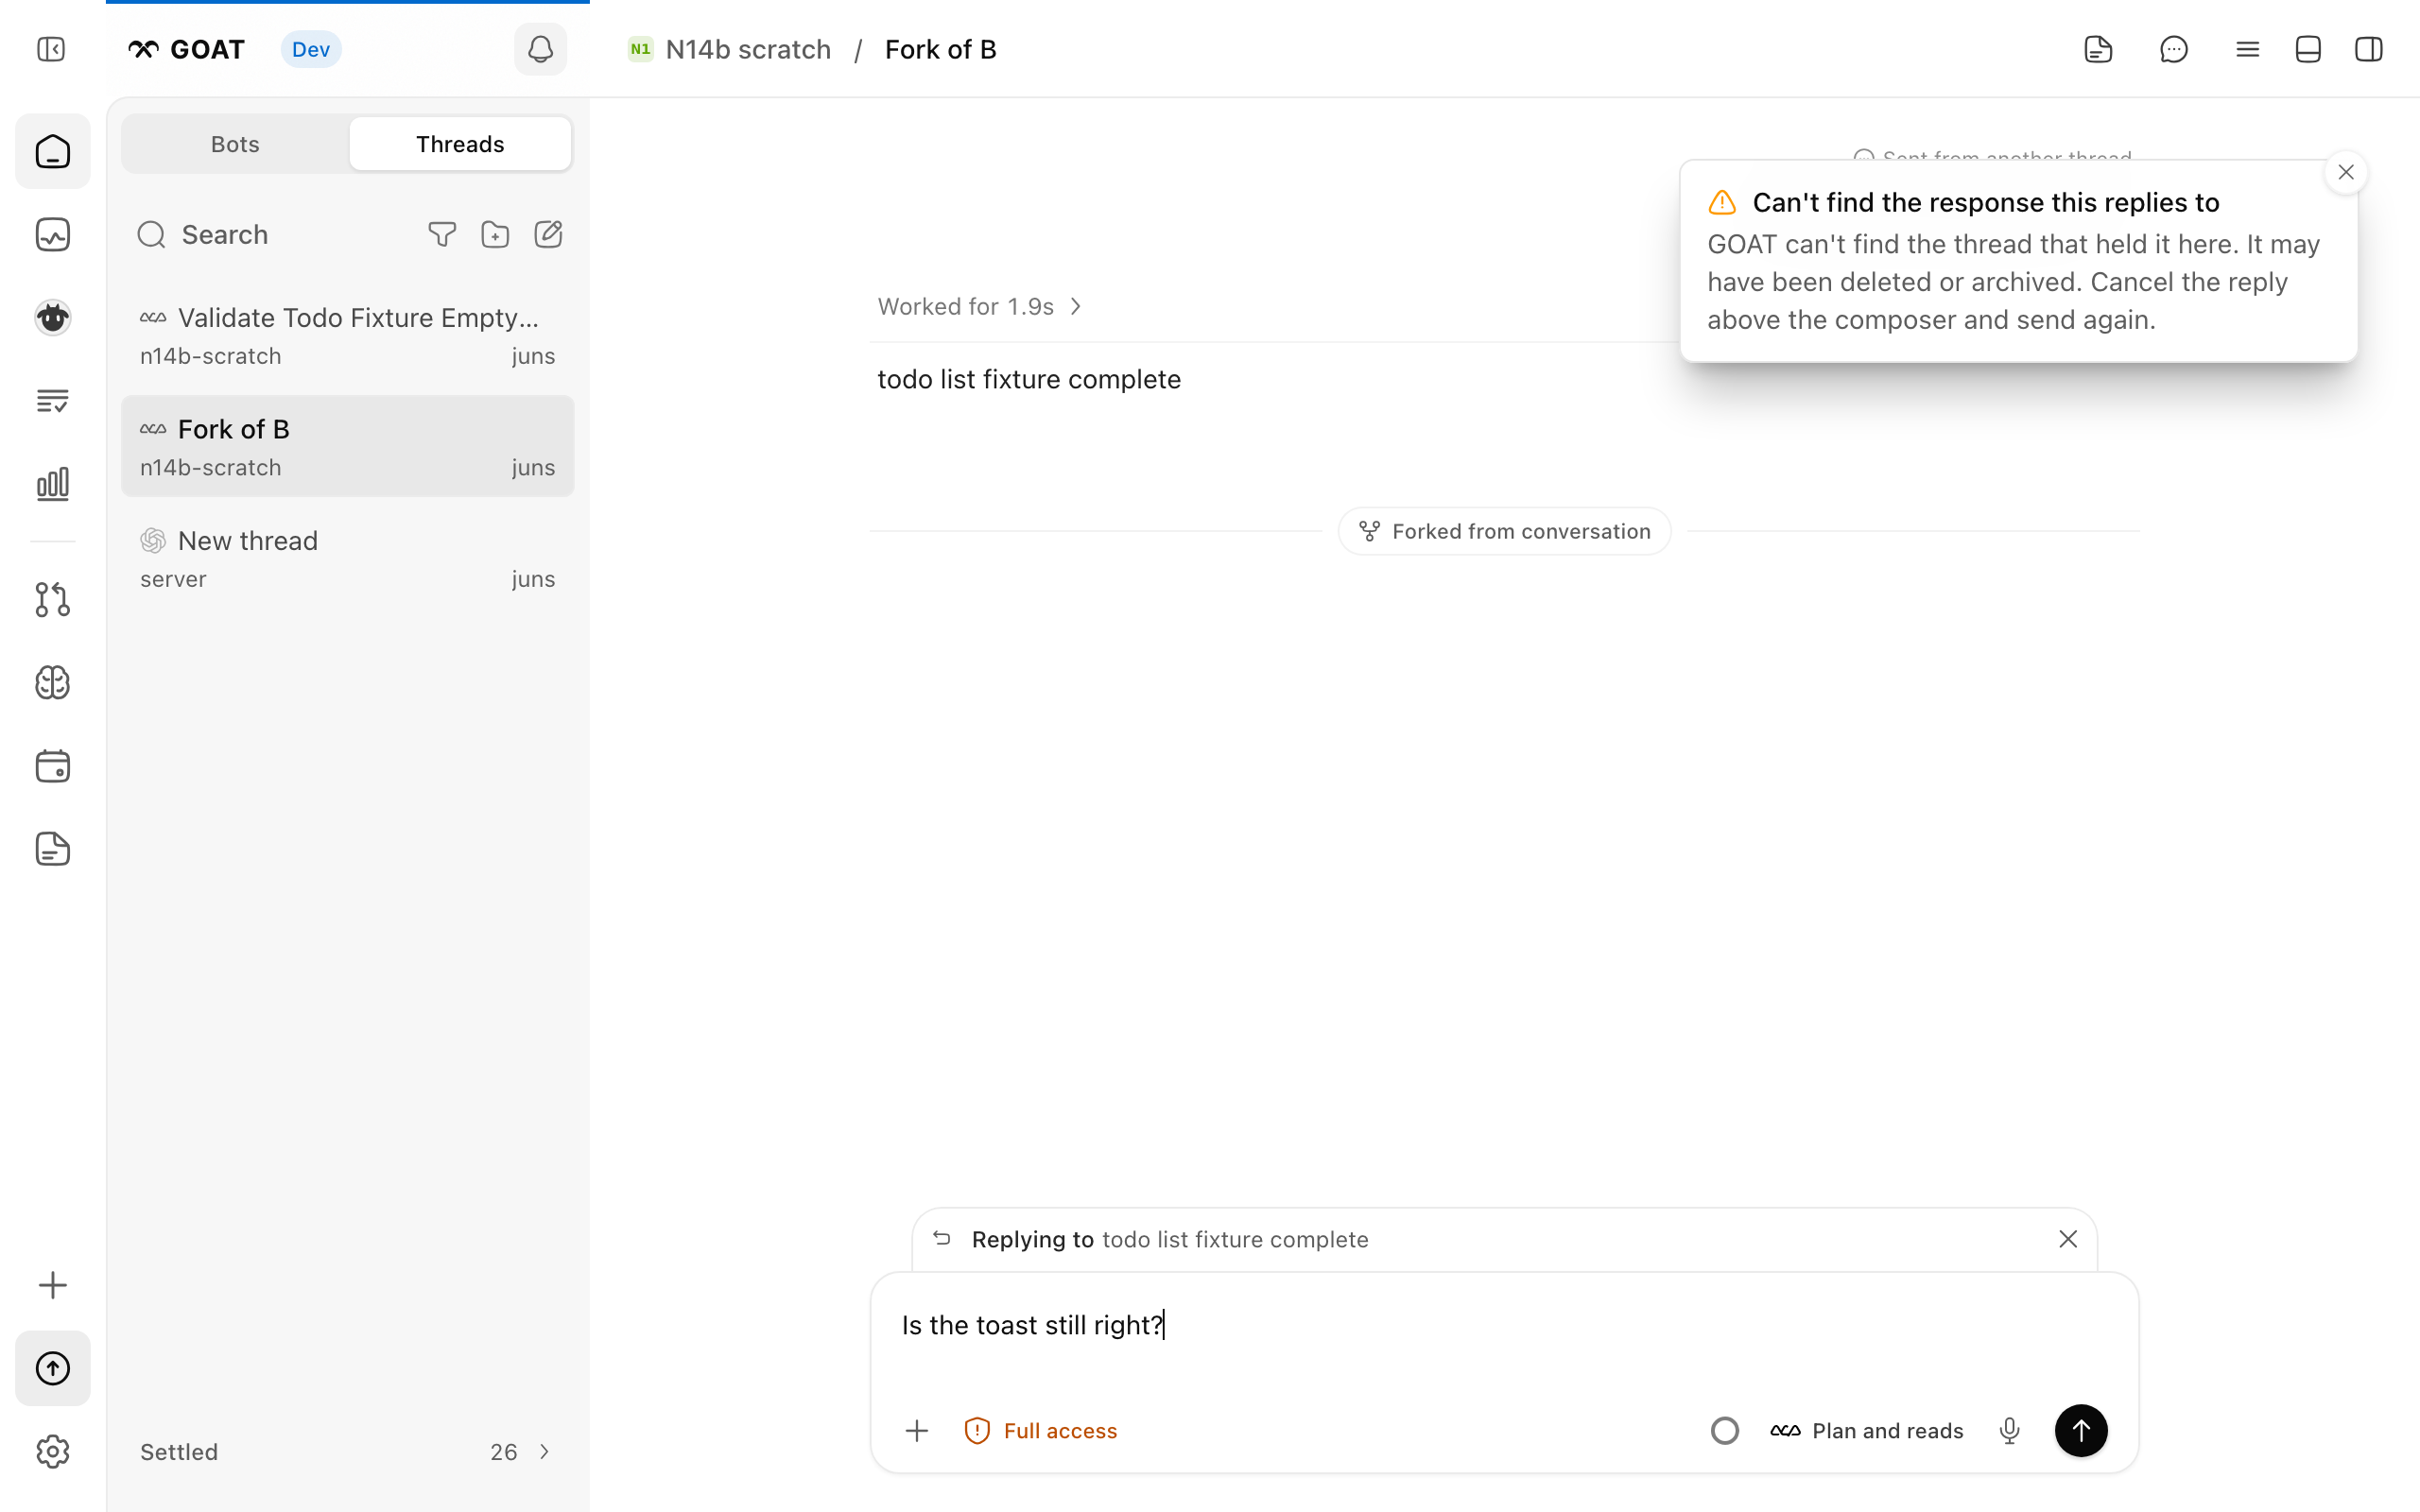 GOAT Dev
N1 N14b scratch / Fork of B
Bots Threads
Search
Validate Todo Fixture Empty...
n14b-scratch juns
Fork of B
n14b-scratch juns
New thread
server juns
Settled 26
Sent from another thread
Can't find the response this replies to
GOAT can't find the thread that held it here. It may
have been deleted or archived. Cancel the reply
above the composer and send again.
Worked for 1.9s
todo list fixture complete
Forked from conversation
Replying to todo list fixture complete
Is the toast still right?
Full access Plan and reads